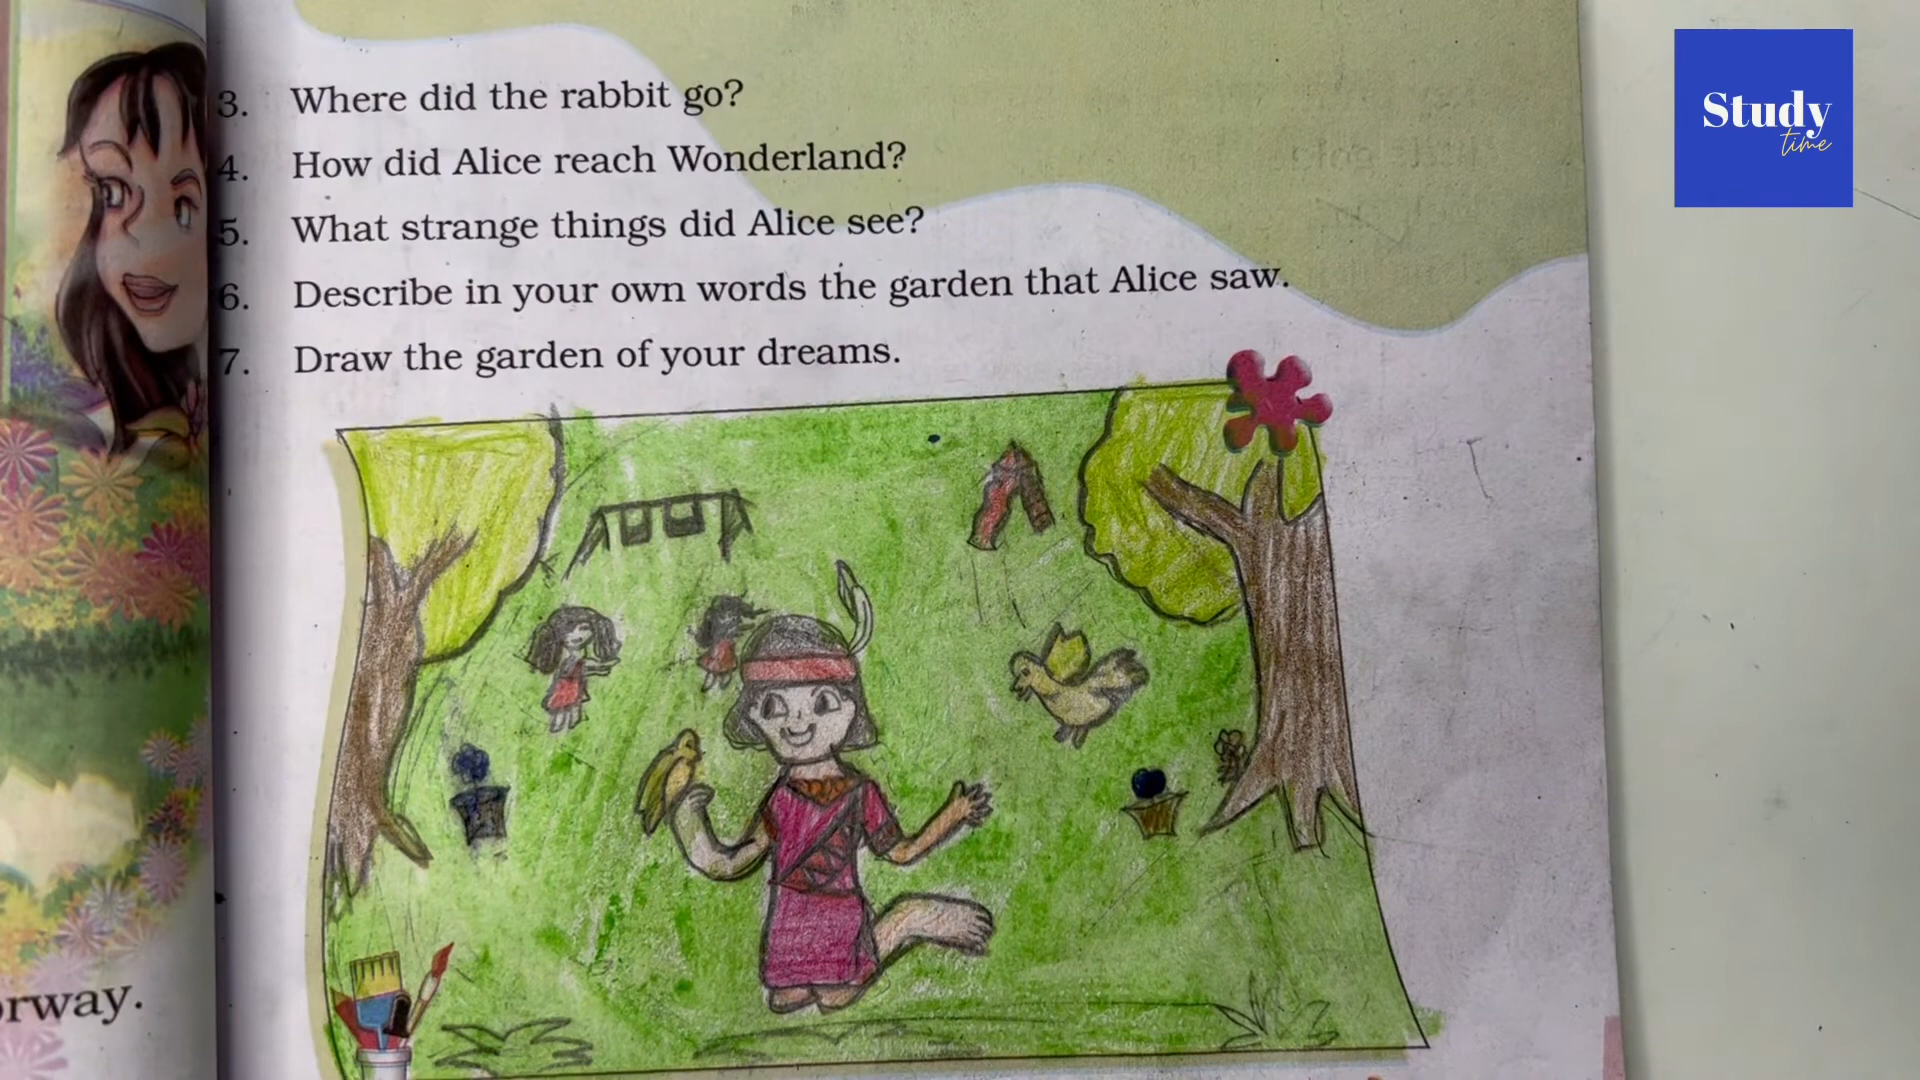 3. Where did the rabbit go?
4. How did Alice reach Wonderland?
5. What strange things did Alice see?
6. Describe in your own words the garden that Alice saw.
7. Draw the garden of your dreams.
orway.
Study
time